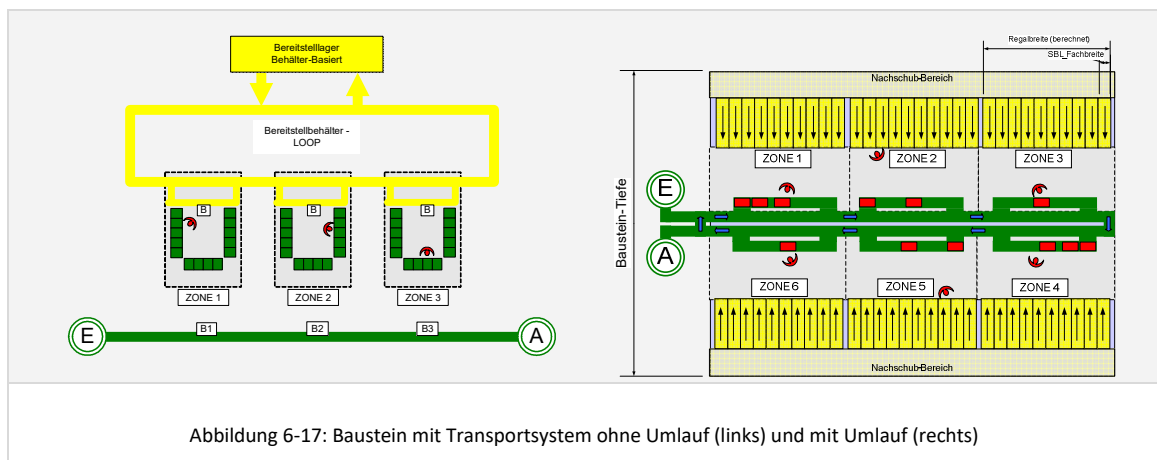 Bereitstelllager
Behälter-Basiert
Bereitstellbehälter -
LOOP
B
B
B
ZONE 1
ZONE 2
ZONE 3
B1
B2
B3
E
A
Regalbreite (berechnet)
SBL_Fachbreite
Nachschub-Bereich
ZONE 1
ZONE 2
ZONE 3
Baustein-Tiefe
E
A
ZONE 6
ZONE 5
ZONE 4
Nachschub-Bereich
Abbildung 6-17: Baustein mit Transportsystem ohne Umlauf (links) und mit Umlauf (rechts)